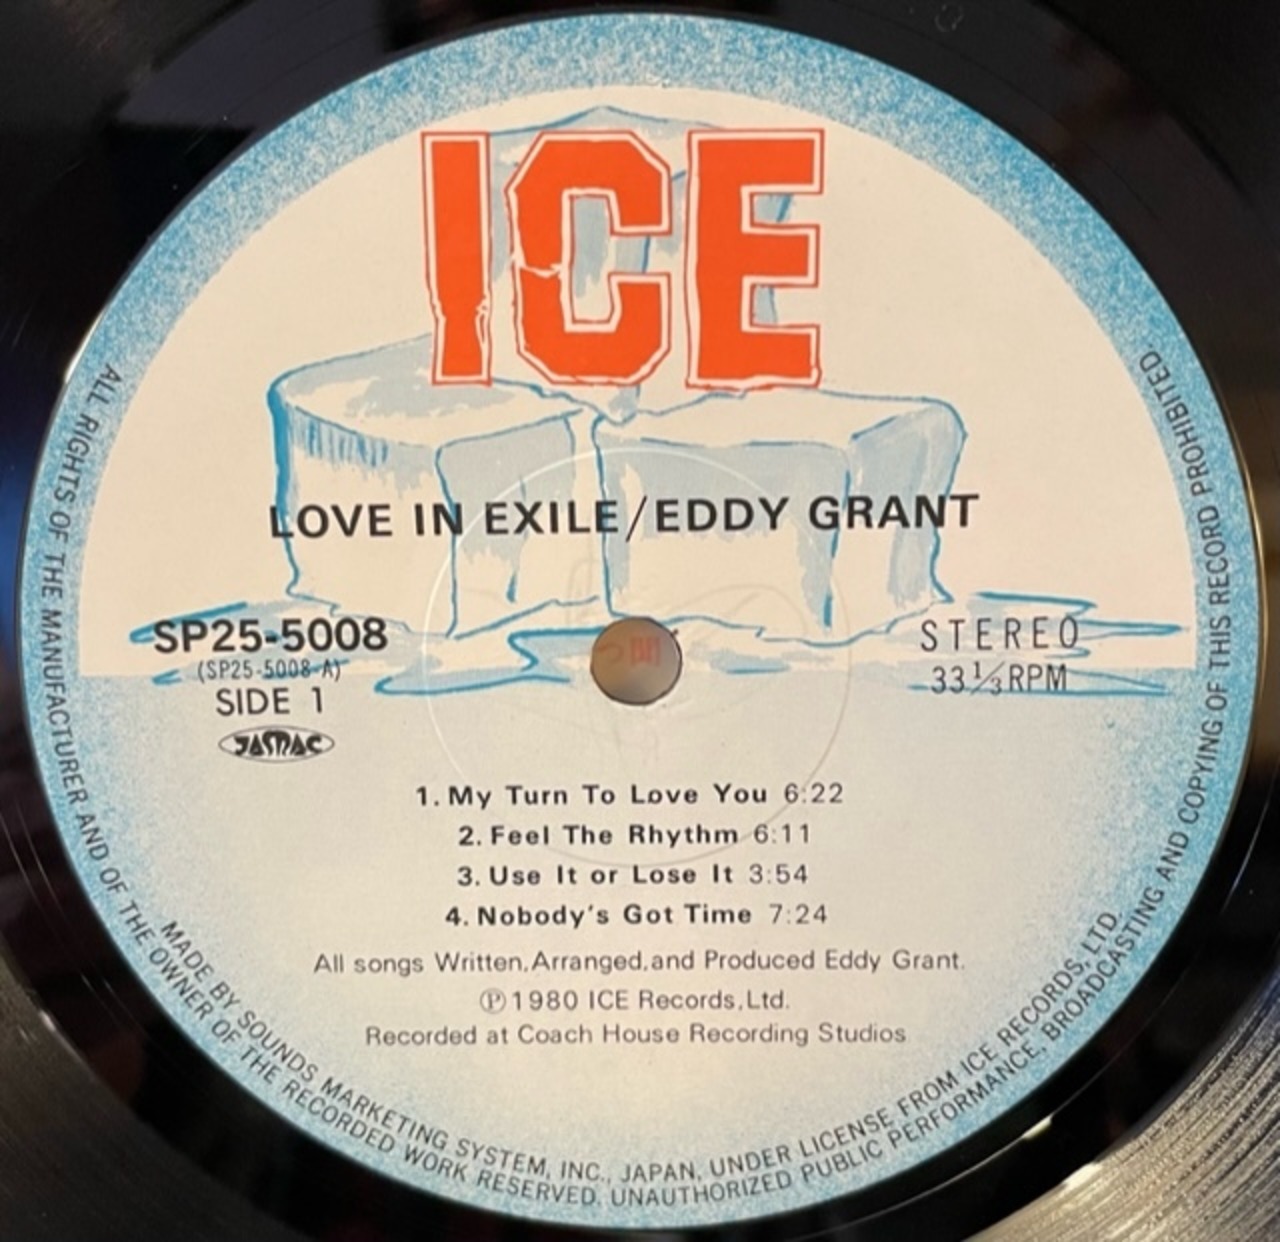 ICE
LOVE IN EXILE/EDDY GRANT
SP25-5008
(SP25-5008-A)
SIDE 1
JASRAC
STEREO
33 1/3 RPM
1. My Turn To Love You 6:22
2. Feel The Rhythm 6:11
3. Use It or Lose It 3:54
4. Nobody's Got Time 7:24
All songs Written,Arranged,and Produced Eddy Grant.
Ⓟ1980 ICE Records,Ltd.
Recorded at Coach House Recording Studios
MADE BY SOUNDS MARKETING SYSTEM, INC., JAPAN, UNDER LICENSE FROM ICE RECORDS, LTD.
ALL RIGHTS OF THE MANUFACTURER AND OF THE OWNER OF THE RECORDED WORK RESERVED. UNAUTHORIZED PUBLIC PERFORMANCE, BROADCASTING AND COPYING OF THIS RECORD PROHIBITED.